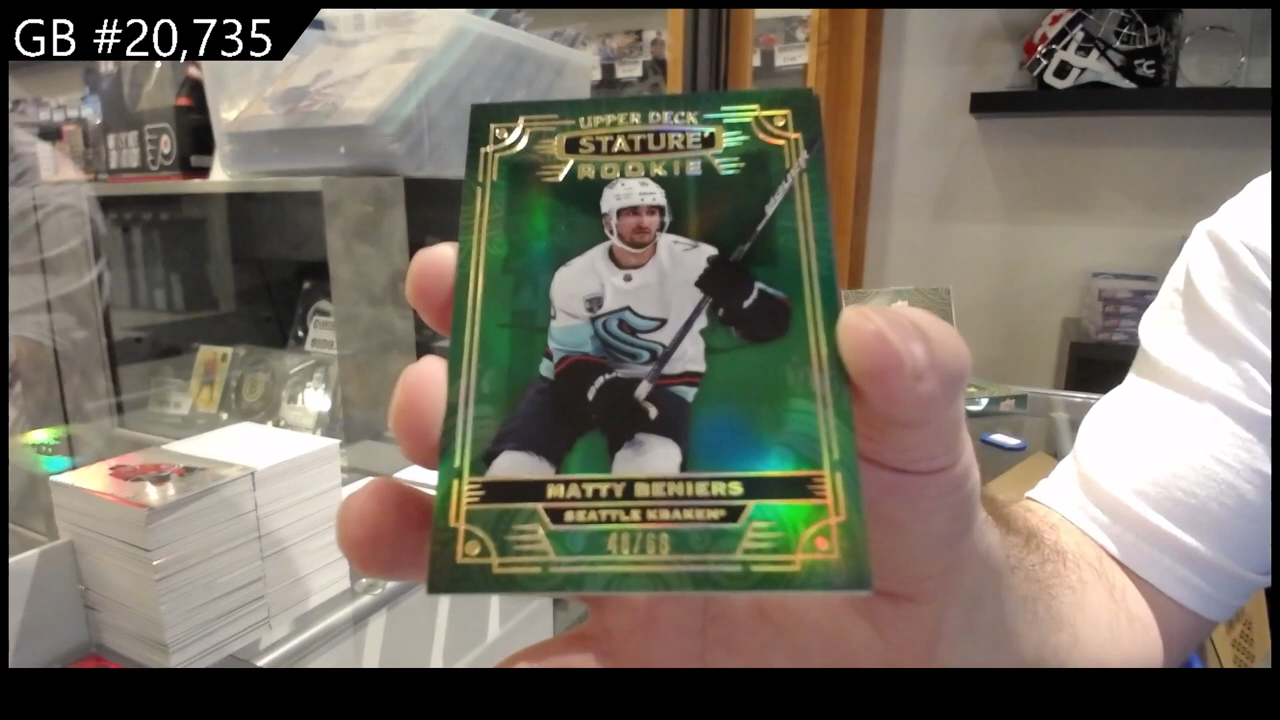 GB #20,735
UPPER DECK
STATURE
ROOKIE
MATTY BENIERS
SEATTLE KRAKEN